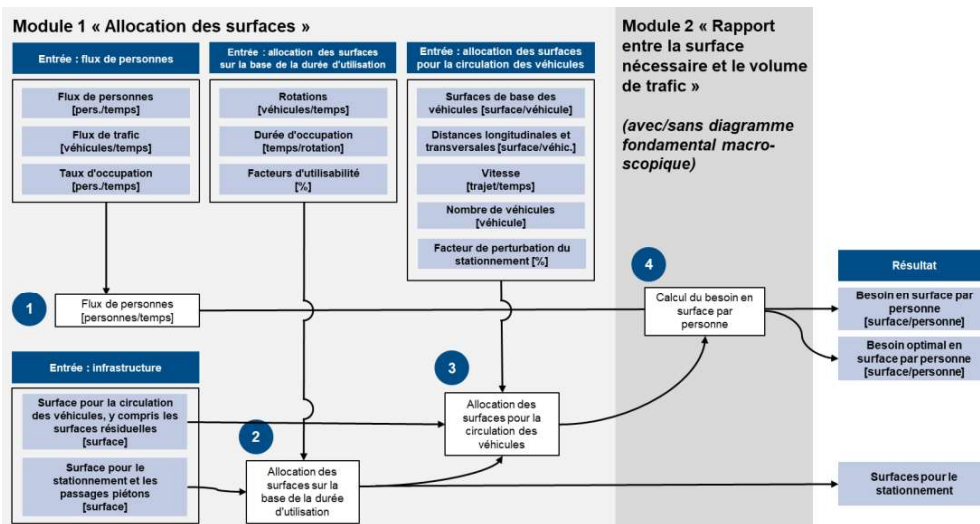 Module 1 « Allocation des surfaces »
Entrée : flux de personnes
Flux de personnes
[pers./temps]
Flux de trafic
[véhicules/temps]
Taux d'occupation
[pers./temps]
Entrée : allocation des surfaces
sur la base de la durée d'utilisation
Rotations
[véhicules/temps]
Durée d'occupation
[temps/rotation]
Facteurs d'utilisabilité
[%]
Entrée : allocation des surfaces
pour la circulation des véhicules
Surfaces de base des
véhicules [surface/véhicule]
Distances longitudinales et
transversales [surface/véhic.]
Vitesse
[trajet/temps]
Nombre de véhicules
[véhicule]
Facteur de perturbation du
stationnement [%]
Module 2 « Rapport
entre la surface
nécessaire et le volume
de trafic »
(avec/sans diagramme
fondamental macro-
scopique)
1
Flux de personnes
[personnes/temps]
4
Calcul du besoin en
surface par
personne
Résultat
Besoin en surface par
personne
[surface/personne]
Besoin optimal en
surface par personne
[surface/personne]
Entrée : infrastructure
Surface pour la circulation
des véhicules, y compris les
surfaces résiduelles
[surface]
Surface pour le
stationnement et les
passages piétons
[surface]
2
Allocation des
surfaces sur la
base de la durée
d'utilisation
3
Allocation des
surfaces pour la
circulation des
véhicules
Surfaces pour le
stationnement